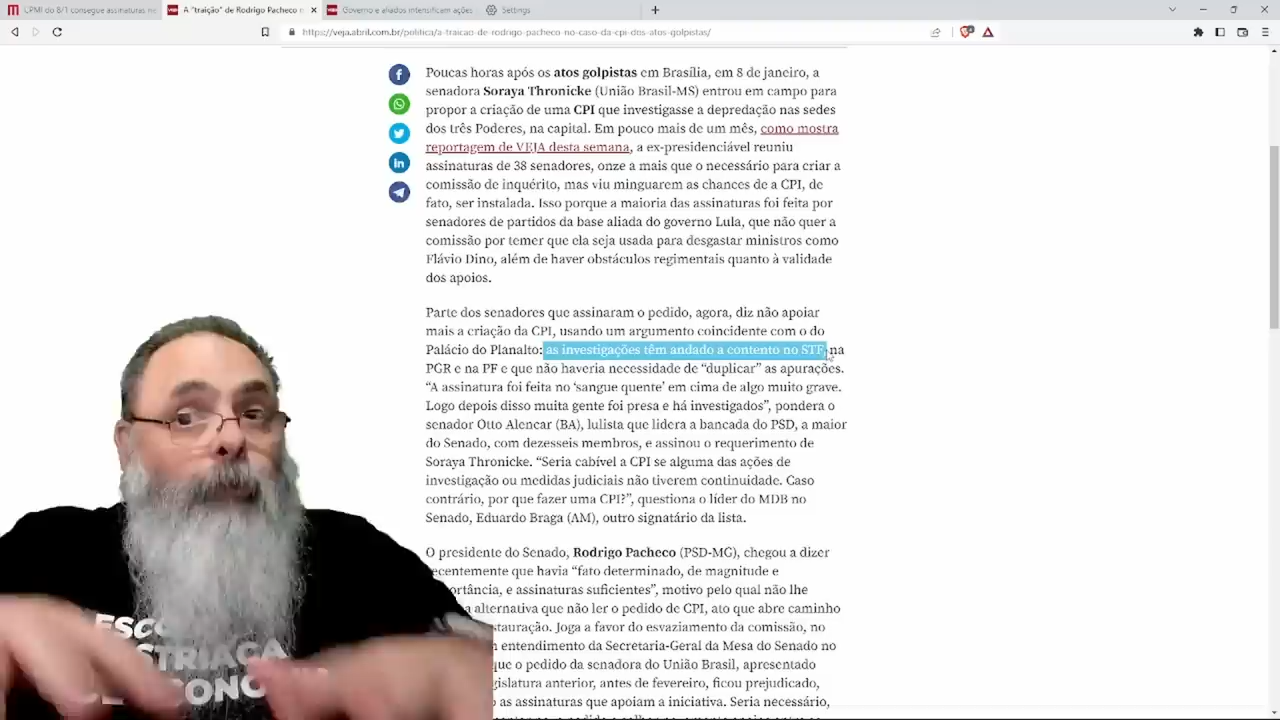 CPMI do 8/1 consegue assinaturas ne
A "traição" de Rodrigo Pacheco e
Governo e aliados intensificam ações
Settings
https://veja.abril.com.br/politica/a-traicao-de-rodrigo-pacheco-no-caso-da-cpi-dos-atos-golpistas/
Poucas horas após os atos golpistas em Brasília, em 8 de janeiro, a
senadora Soraya Thronicke (União Brasil-MS) entrou em campo para
propor a criação de uma CPI que investigasse a depredação nas sedes
dos três Poderes, na capital. Em pouco mais de um mês, como mostra
reportagem de VEJA desta semana, a ex-presidenciável reuniu
assinaturas de 38 senadores, onze a mais que o necessário para criar a
comissão de inquérito, mas viu minguarem as chances de a CPI, de
fato, ser instalada. Isso porque a maioria das assinaturas foi feita por
senadores de partidos da base aliada do governo Lula, que não quer a
comissão por temer que ela seja usada para desgastar ministros como
Flávio Dino, além de haver obstáculos regimentais quanto à validade
dos apoios.
Parte dos senadores que assinaram o pedido, agora, diz não apoiar
mais a criação da CPI, usando um argumento coincidente com o do
Palácio do Planalto: as investigações têm andado a contento no STF, na
PGR e na PF e que não haveria necessidade de “duplicar” as apurações.
“A assinatura foi feita no ‘sangue quente’ em cima de algo muito grave.
Logo depois disso muita gente foi presa e há investigados”, pondera o
senador Otto Alencar (BA), lulista que lidera a bancada do PSD, a maior
do Senado, com dezesseis membros, e assinou o requerimento de
Soraya Thronicke. “Seria cabível a CPI se alguma das ações de
investigação ou medidas judiciais não tiverem continuidade. Caso
contrário, por que fazer uma CPI?”, questiona o líder do MDB no
Senado, Eduardo Braga (AM), outro signatário da lista.
O presidente do Senado, Rodrigo Pacheco (PSD-MG), chegou a dizer
recentemente que havia “fato determinado, de magnitude e
ortância, e assinaturas suficientes”, motivo pelo qual não lhe
alternativa que não ler o pedido de CPI, ato que abre caminho
stauração. Joga a favor do esvaziamento da comissão, no
entendimento da Secretaria-Geral da Mesa do Senado no
que o pedido da senadora do União Brasil, apresentado
gislatura anterior, antes de fevereiro, ficou prejudicado,
o as assinaturas que apoiam a iniciativa. Seria necessário,
ESCO
STRIACA
CONO